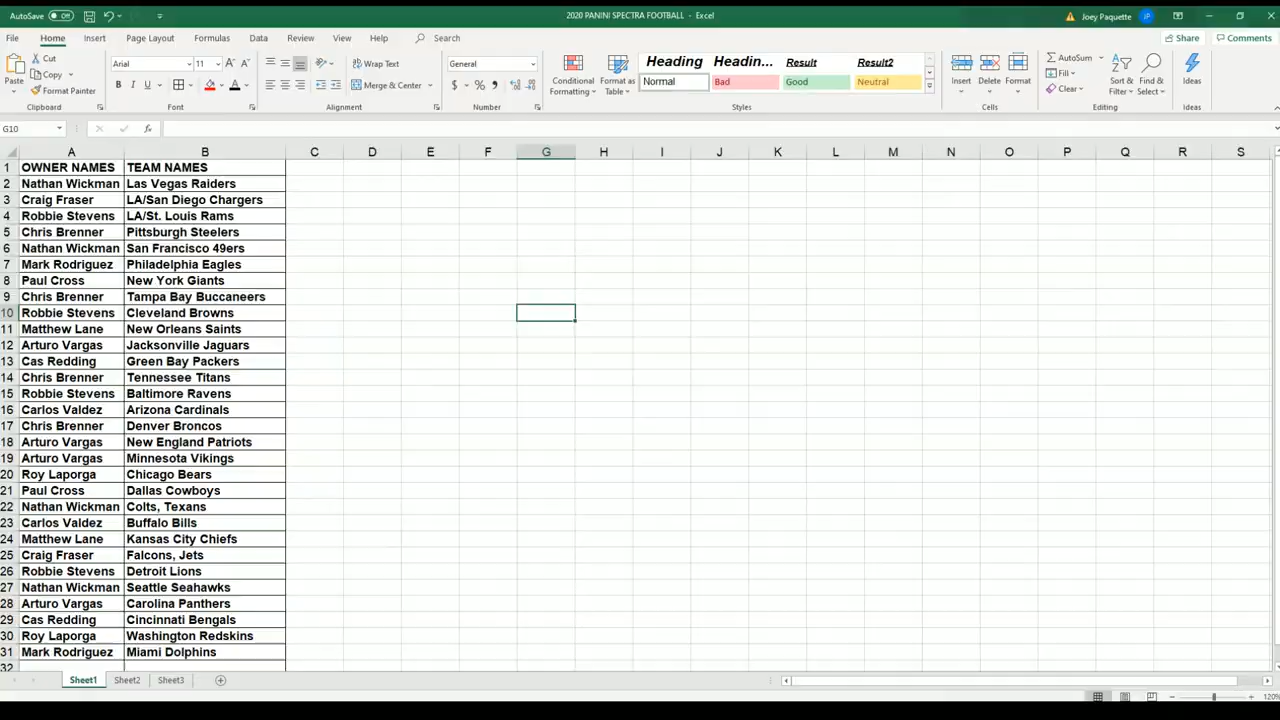 AutoSave Off 2020 PANINI SPECTRA FOOTBALL - Excel Joey Paquette JP
File Home Insert Page Layout Formulas Data Review View Help Search Share Comments
Paste Cut Copy Format Painter Clipboard
Arial 11 A A B I U A Font
Wrap Text Merge & Center Alignment
General $ % , Number
Conditional Formatting Format as Table
Heading Headin... Result Result2
Normal Bad Good Neutral
Styles
Insert Delete Format Cells
AutoSum Fill Clear Sort & Filter Find & Select Editing
Ideas Ideas
G10 fx
A B C D E F G H I J K L M N O P Q R S
1 OWNER NAMES TEAM NAMES
2 Nathan Wickman Las Vegas Raiders
3 Craig Fraser LA/San Diego Chargers
4 Robbie Stevens LA/St. Louis Rams
5 Chris Brenner Pittsburgh Steelers
6 Nathan Wickman San Francisco 49ers
7 Mark Rodriguez Philadelphia Eagles
8 Paul Cross New York Giants
9 Chris Brenner Tampa Bay Buccaneers
10 Robbie Stevens Cleveland Browns
11 Matthew Lane New Orleans Saints
12 Arturo Vargas Jacksonville Jaguars
13 Cas Redding Green Bay Packers
14 Chris Brenner Tennessee Titans
15 Robbie Stevens Baltimore Ravens
16 Carlos Valdez Arizona Cardinals
17 Chris Brenner Denver Broncos
18 Arturo Vargas New England Patriots
19 Arturo Vargas Minnesota Vikings
20 Roy Laporga Chicago Bears
21 Paul Cross Dallas Cowboys
22 Nathan Wickman Colts, Texans
23 Carlos Valdez Buffalo Bills
24 Matthew Lane Kansas City Chiefs
25 Craig Fraser Falcons, Jets
26 Robbie Stevens Detroit Lions
27 Nathan Wickman Seattle Seahawks
28 Arturo Vargas Carolina Panthers
29 Cas Redding Cincinnati Bengals
30 Roy Laporga Washington Redskins
31 Mark Rodriguez Miami Dolphins
32
Sheet1 Sheet2 Sheet3
120%